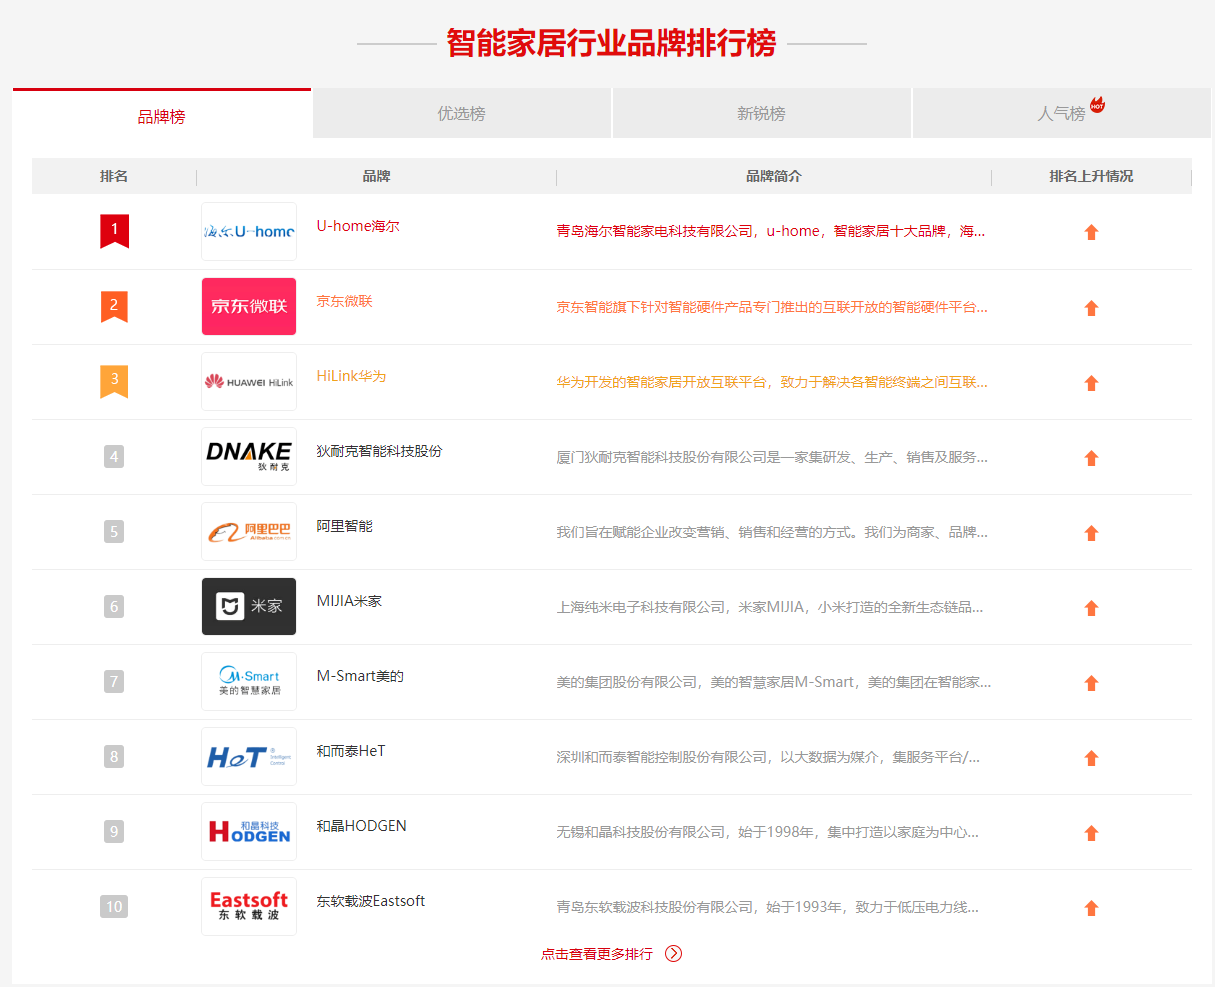 智能家居行业品牌排行榜
品牌榜 优选榜 新锐榜 人气榜 HOT
排名 品牌 品牌简介 排名上升情况
1 U-home U-home海尔 青岛海尔智能家电科技有限公司，u-home，智能家居十大品牌，海...
2 京东微联 京东微联 京东智能旗下针对智能硬件产品专门推出的互联开放的智能硬件平台...
3 HUAWEI HiLink HiLink华为 华为开发的智能家居开放互联平台，致力于解决各智能终端之间互联...
4 DNAKE 狄耐克 狄耐克智能科技股份 厦门狄耐克智能科技股份有限公司是一家集研发、生产、销售及服务...
5 阿里巴巴 Alibaba.com.cn 阿里智能 我们旨在赋能企业改变营销、销售和经营的方式。我们为商家、品牌...
6 米家 MIJIA米家 上海纯米电子科技有限公司，米家MIJIA，小米打造的全新生态链品...
7 M·Smart 美的智慧家居 M-Smart美的 美的集团股份有限公司，美的智慧家居M-Smart，美的集团在智能家...
8 HeT ® Intelligent Control 和而泰HeT 深圳和而泰智能控制股份有限公司，以大数据为媒介，集服务平台/...
9 和晶科技 HODGEN 和晶HODGEN 无锡和晶科技股份有限公司，始于1998年，集中打造以家庭为中心...
10 Eastsoft 东软载波 东软载波Eastsoft 青岛东软载波科技股份有限公司，始于1993年，致力于低压电力线...
点击查看更多排行